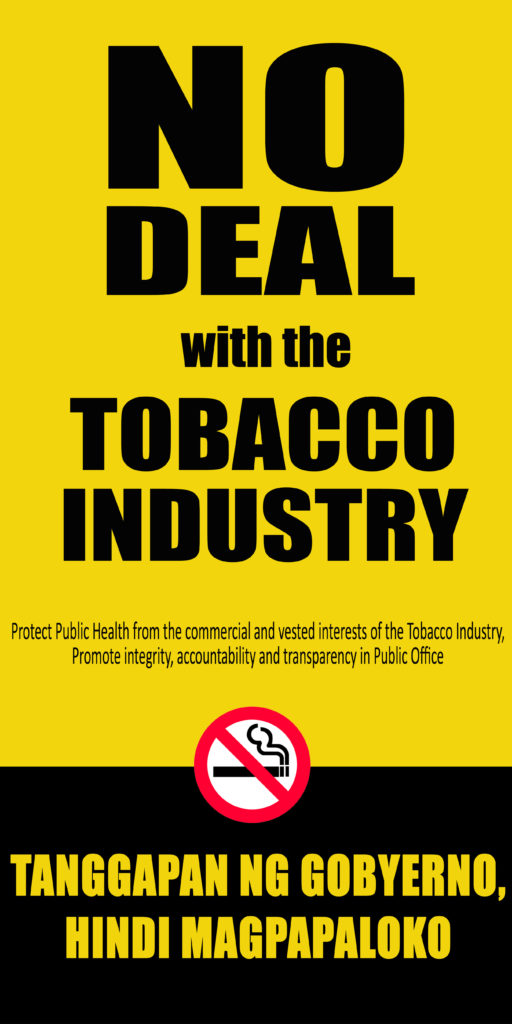 NO
DEAL
with the
TOBACCO
INDUSTRY
Protect Public Health from the commercial and vested interests of the Tobacco Industry,
Promote integrity, accountability and transparency in Public Office
TANGGAPAN NG GOBYERNO,
HINDI MAGPAPALOKO